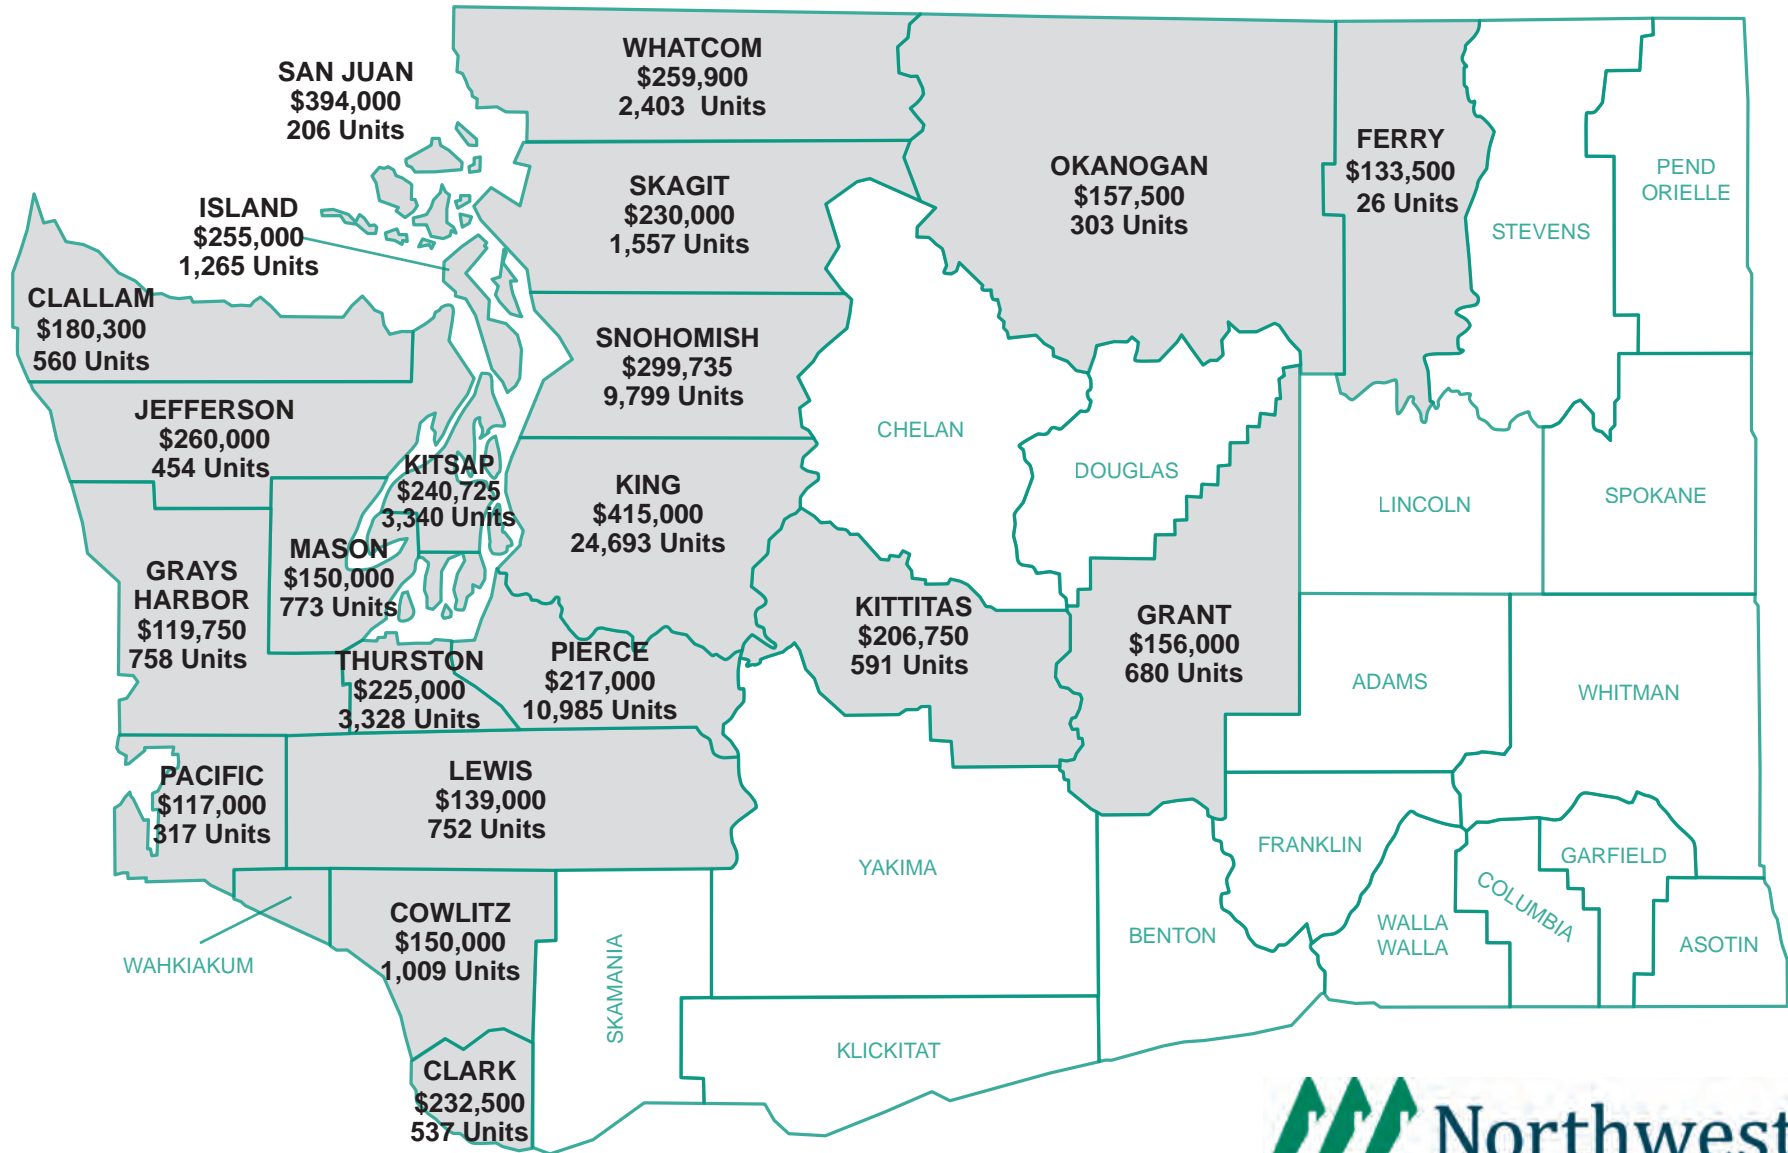 WHATCOM
$259,900
2,403 Units
SAN JUAN
$394,000
206 Units
OKANOGAN
$157,500
303 Units
FERRY
$133,500
26 Units
PEND
ORIELLE
STEVENS
SKAGIT
$230,000
1,557 Units
ISLAND
$255,000
1,265 Units
CLALLAM
$180,300
560 Units
SNOHOMISH
$299,735
9,799 Units
JEFFERSON
$260,000
454 Units
CHELAN
DOUGLAS
KITSAP
$240,725
3,340 Units
KING
$415,000
24,693 Units
LINCOLN
SPOKANE
MASON
$150,000
773 Units
GRAYS
HARBOR
$119,750
758 Units
KITTITAS
$206,750
591 Units
GRANT
$156,000
680 Units
THURSTON
$225,000
3,328 Units
PIERCE
$217,000
10,985 Units
ADAMS
WHITMAN
PACIFIC
$117,000
317 Units
LEWIS
$139,000
752 Units
YAKIMA
FRANKLIN
GARFIELD
COLUMBIA
WALLA
WALLA
ASOTIN
BENTON
COWLITZ
$150,000
1,009 Units
WAHKIAKUM
SKAMANIA
KLICKITAT
CLARK
$232,500
537 Units
Northwest